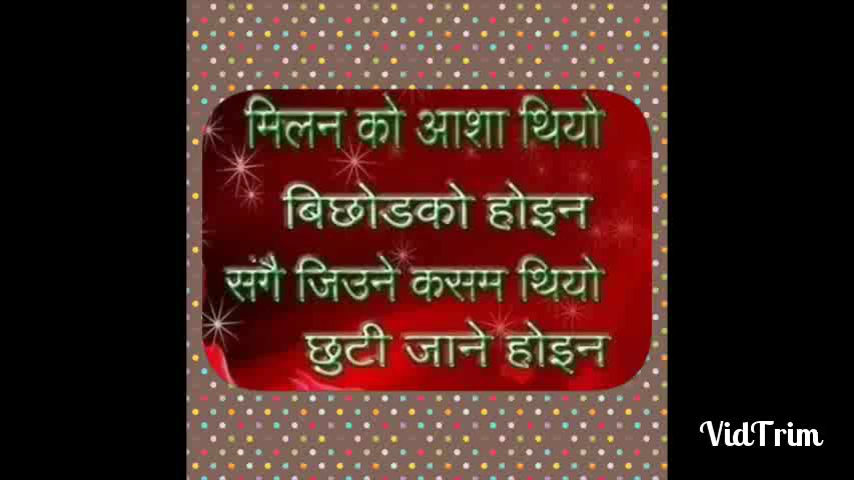 मिलन को आशा थियो
बिछोडको होइन
संगै जिउने कसम थियो
छुटी जाने होइन
VidTrim